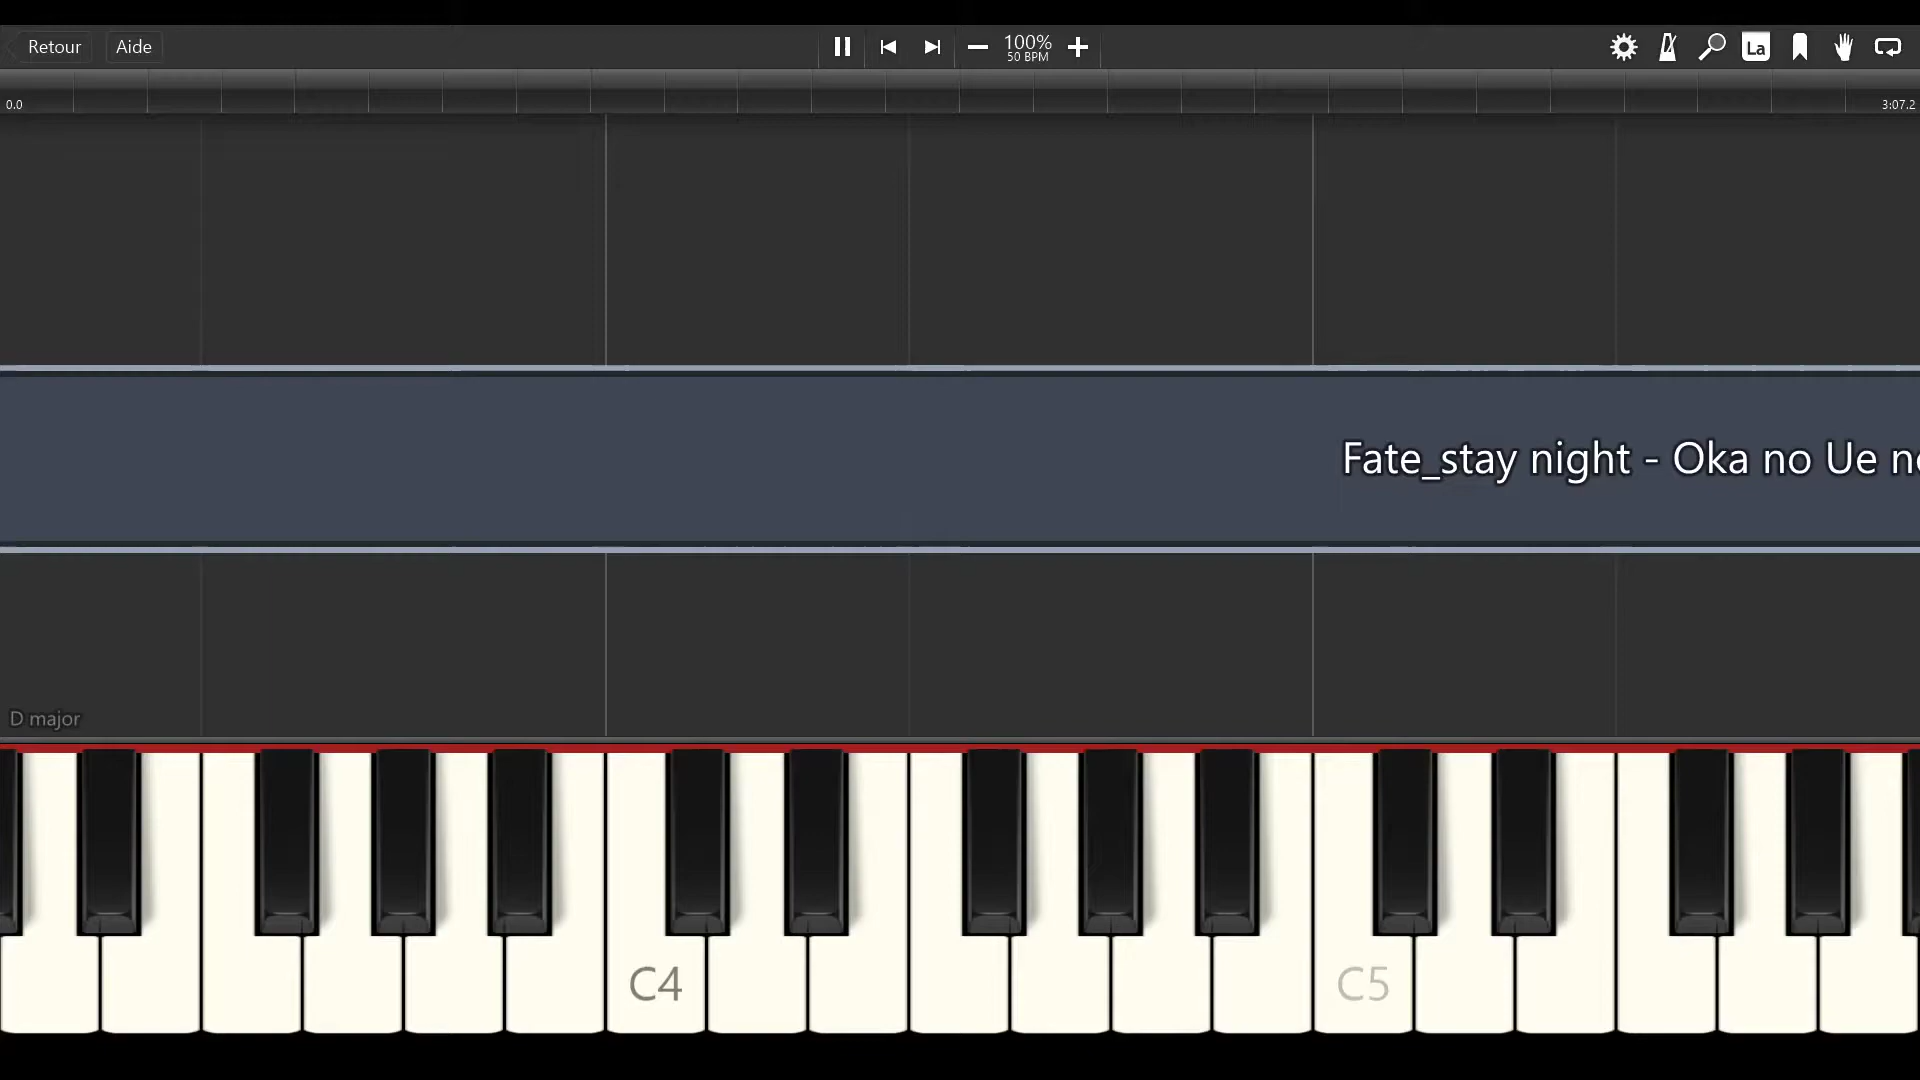 Retour Aide 100% La
50 BPM
0.0 3:07.2
Fate_stay night - Oka no Ue
D major
C4 C5